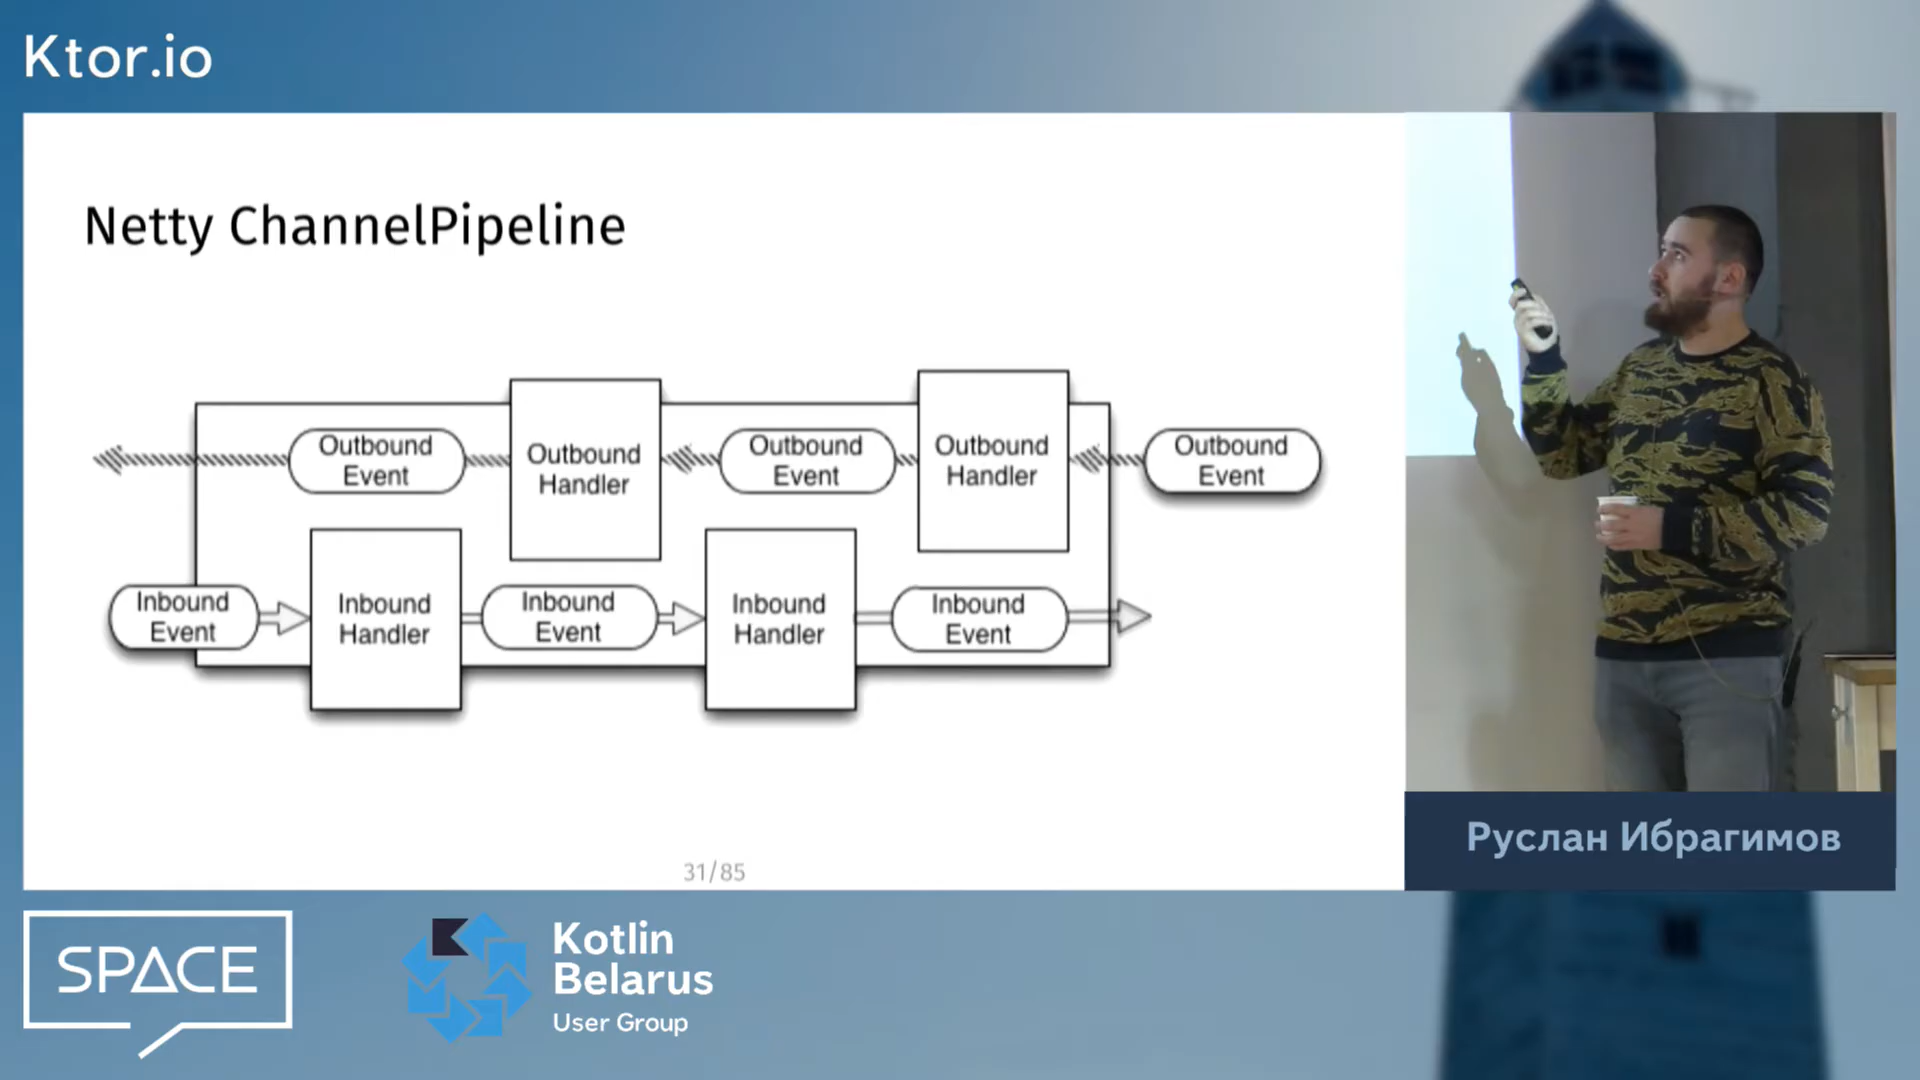 Ktor.io
Netty ChannelPipeline
Outbound
Event
Outbound
Handler
Outbound
Event
Outbound
Handler
Outbound
Event
Inbound
Event
Inbound
Handler
Inbound
Event
Inbound
Handler
Inbound
Event
31/85
Руслан Ибрагимов
SPACE
Kotlin
Belarus
User Group